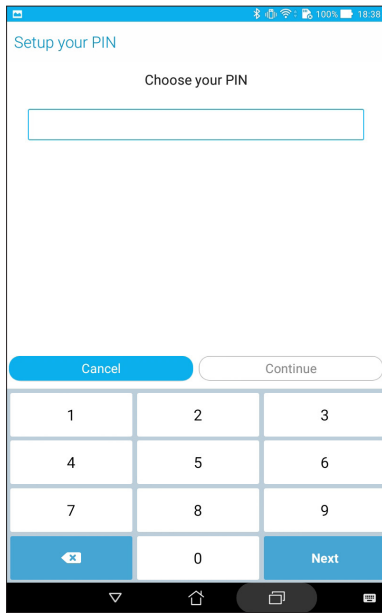 100% 18:38
Setup your PIN
Choose your PIN
Cancel Continue
1 2 3
4 5 6
7 8 9
0 Next